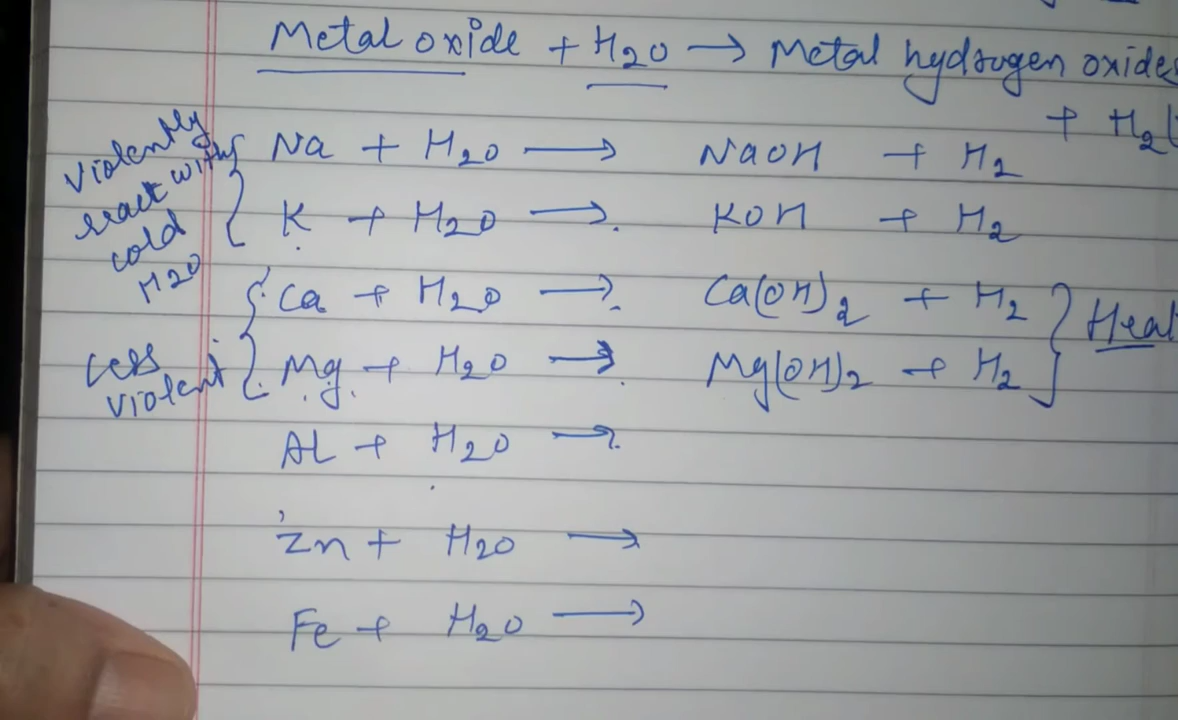 Metal oxide + H2O → Metal hydrogen oxide
+ H2(
Violently
react with
cold
H2O
Na + H2O → NaOH + H2
K + H2O → KOH + H2
Ca + H2O → Ca(OH)2 + H2
Heat
Less
violent
Mg + H2O → Mg(OH)2 + H2
Al + H2O →
Zn + H2O →
Fe + H2O →